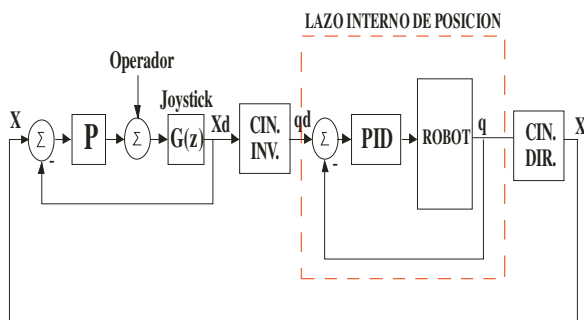 LAZO INTERNO DE POSICION
Operador
Joystick
X
Σ
-
P
Σ
G(z)
Xd
CIN.
INV.
qd
Σ
-
PID
ROBOT
q
CIN.
DIR.
X